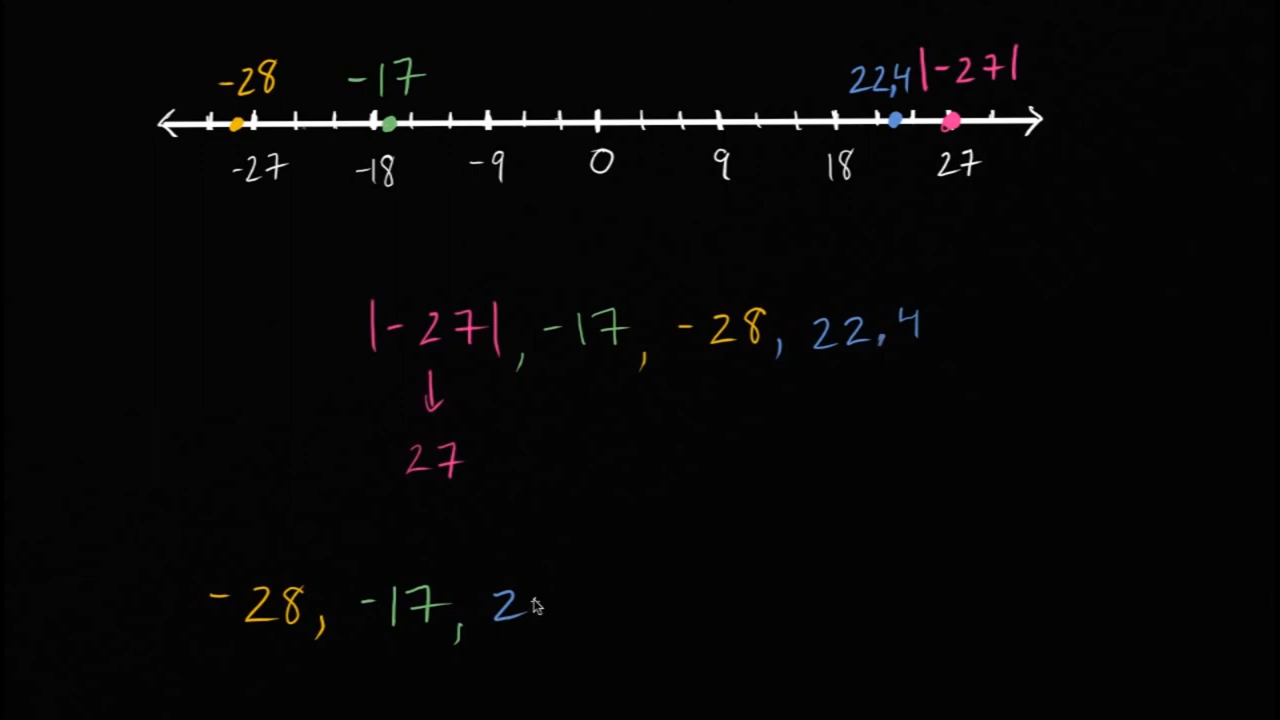 -28 -17 22.4 |-27|
-27 -18 -9 0 9 18 27
|-27|, -17, -28, 22.4
27
-28, -17, 2